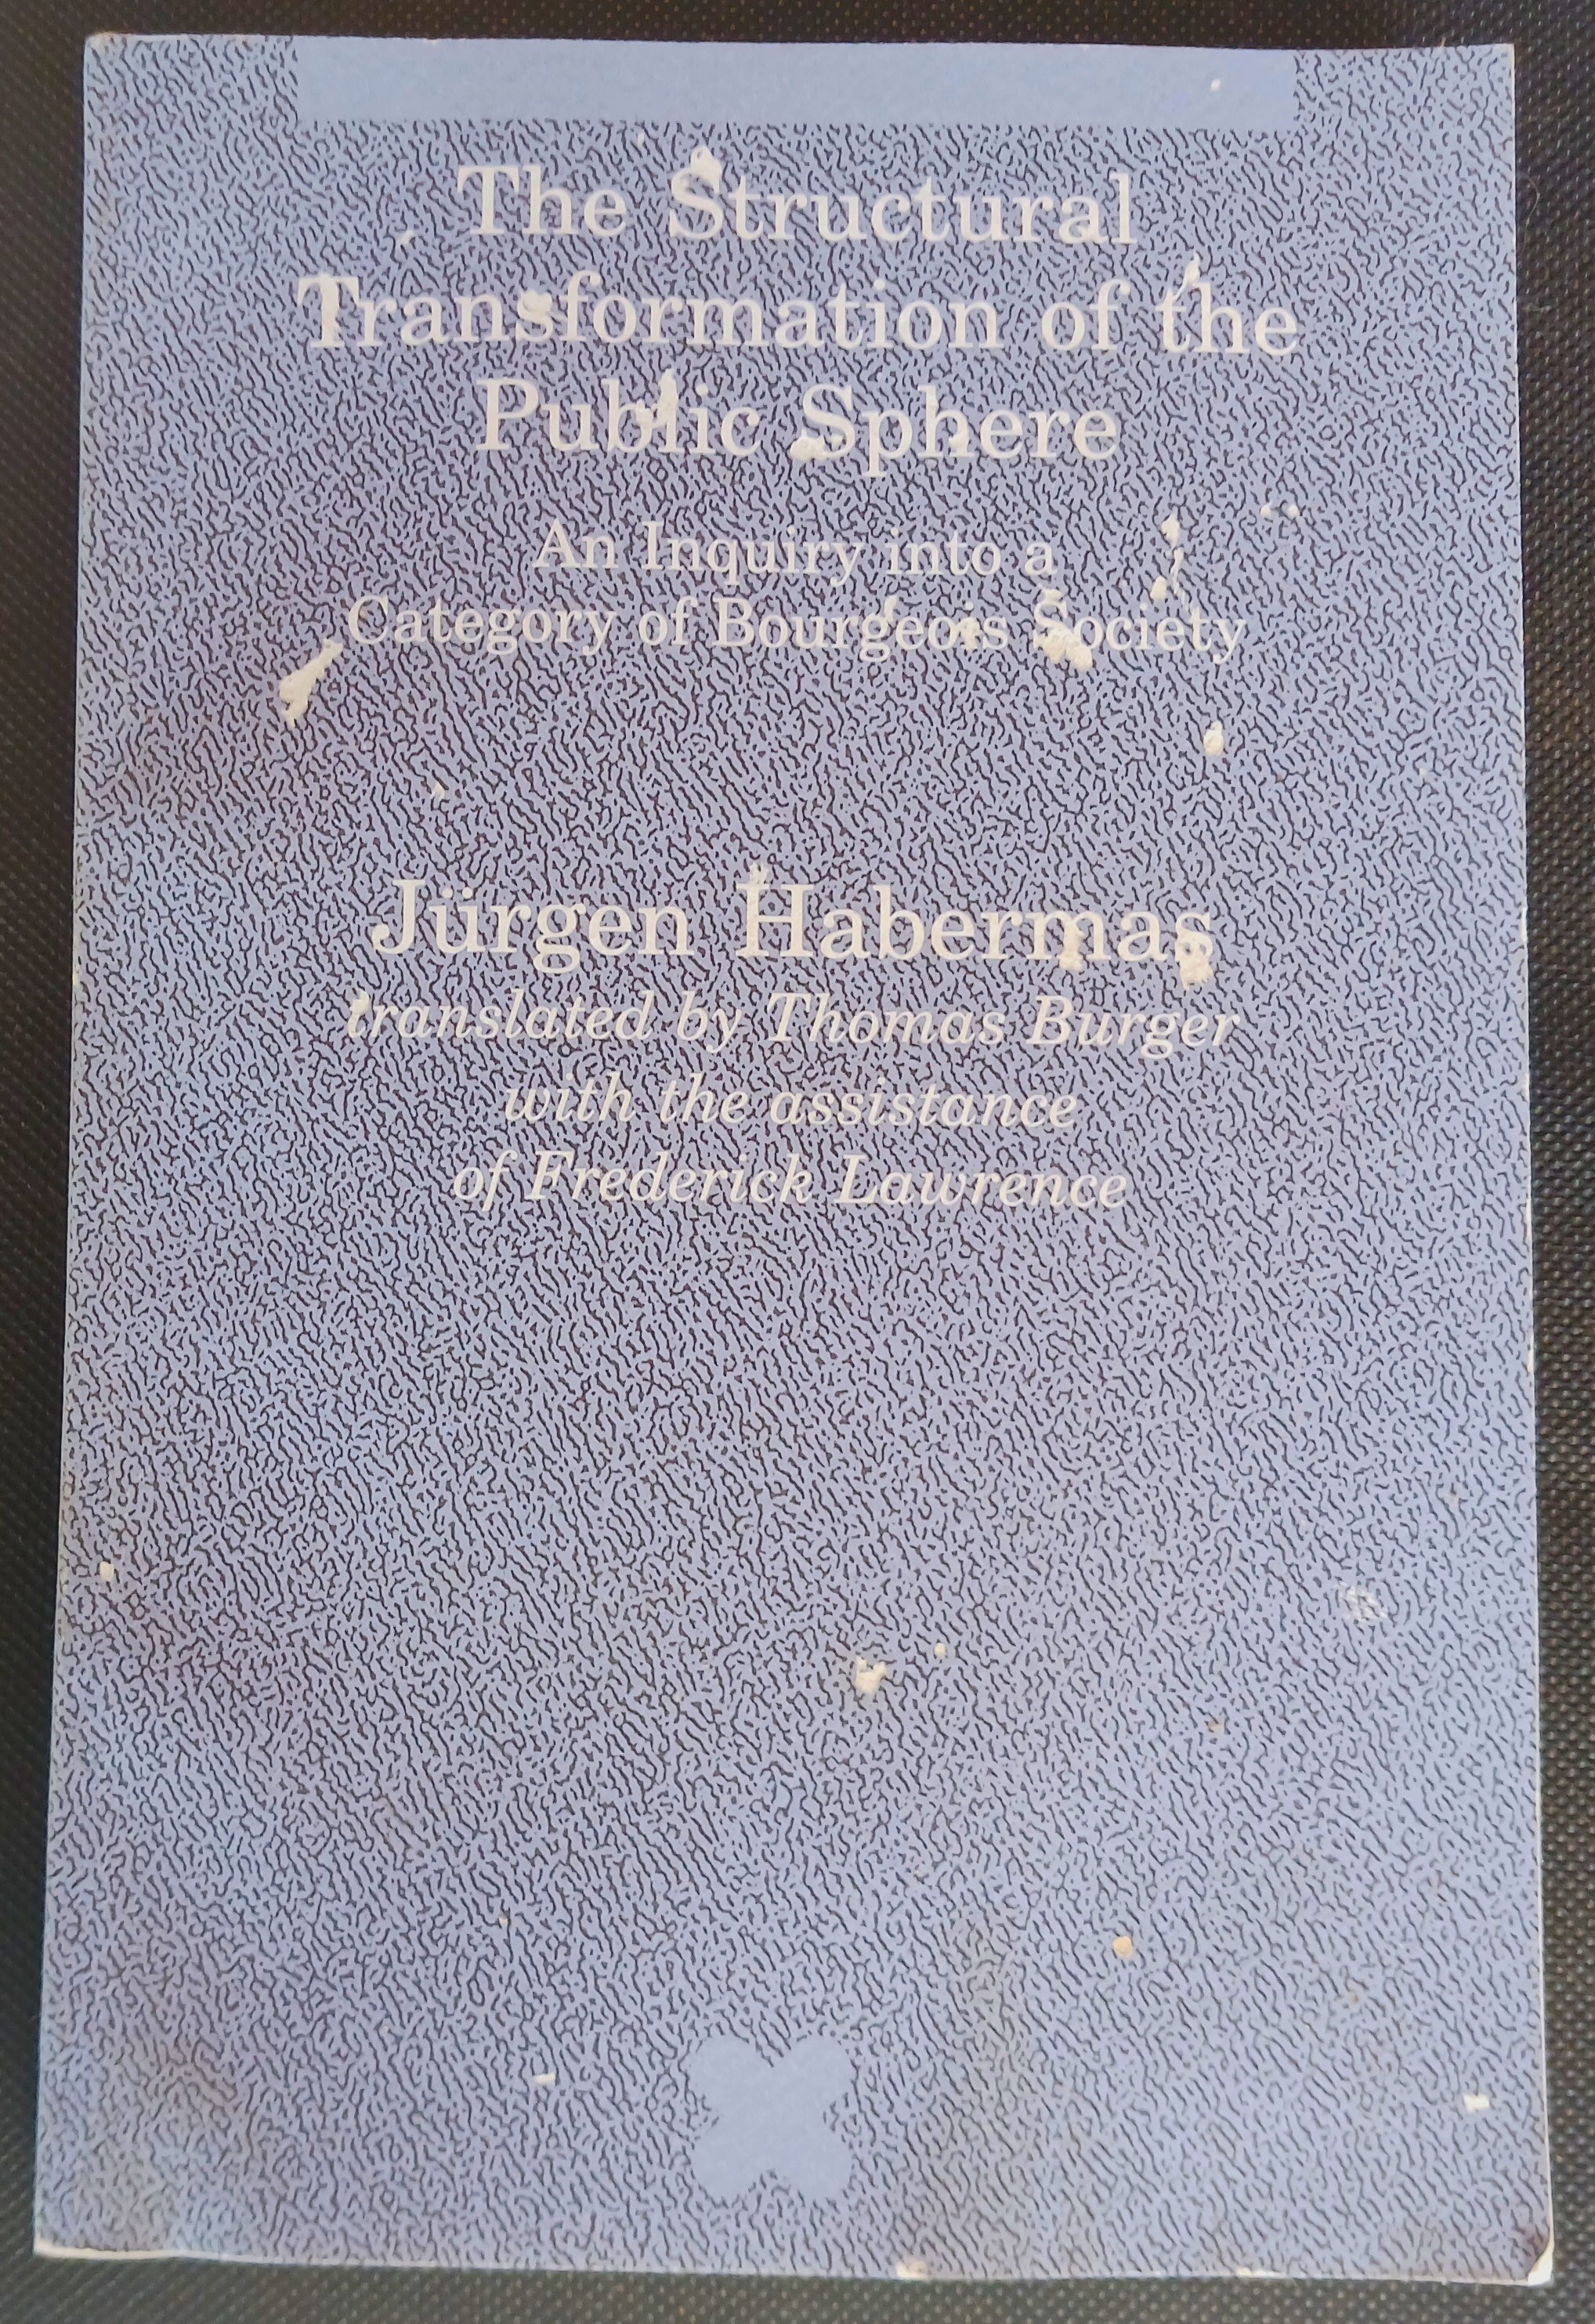 The Structural
Transformation of the
Public Sphere
An Inquiry into a
Category of Bourgeois Society
Jürgen Habermas
translated by Thomas Burger
with the assistance
of Frederick Lawrence